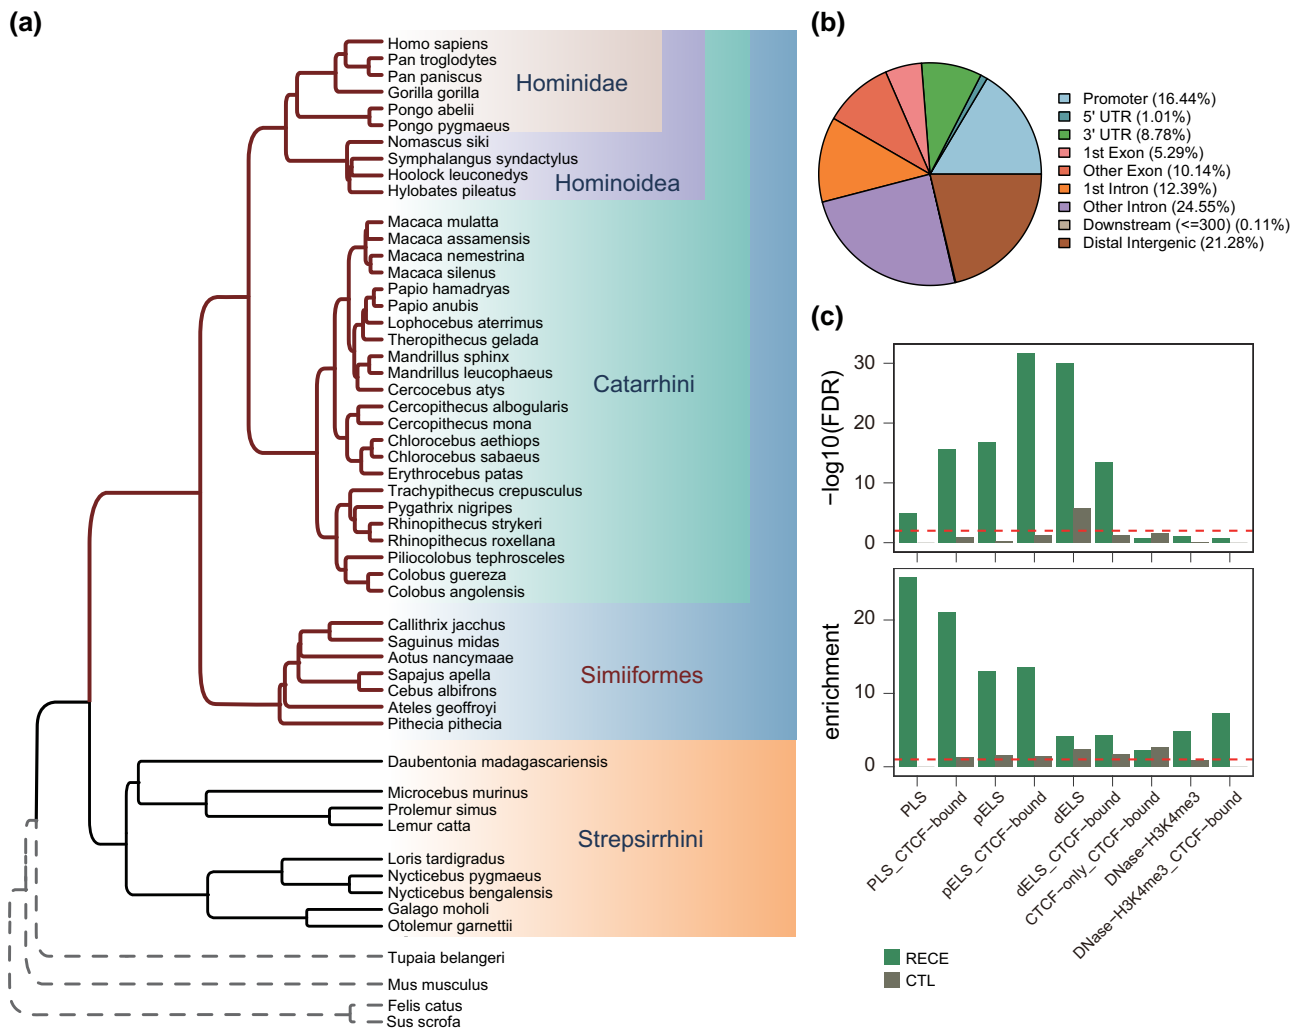 (a)
Homo sapiens
Pan troglodytes
Pan paniscus
Gorilla gorilla
Pongo abelii
Pongo pygmaeus
Hominidae
Nomascus siki
Symphalangus syndactylus
Hoolock leuconedys
Hylobates pileatus
Hominoidea
Macaca mulatta
Macaca assamensis
Macaca nemestrina
Macaca silenus
Papio hamadryas
Papio anubis
Lophocebus aterrimus
Theropithecus gelada
Mandrillus sphinx
Mandrillus leucophaeus
Cercocebus atys
Cercopithecus albogularis
Cercopithecus mona
Chlorocebus aethiops
Chlorocebus sabaeus
Erythrocebus patas
Trachypithecus crepusculus
Pygathrix nigripes
Rhinopithecus strykeri
Rhinopithecus roxellana
Piliocolobus tephrosceles
Colobus guereza
Colobus angolensis
Catarrhini
Callithrix jacchus
Saguinus midas
Aotus nancymaae
Sapajus apella
Cebus albifrons
Ateles geoffroyi
Pithecia pithecia
Simiiformes
Daubentonia madagascariensis
Microcebus murinus
Prolemur simus
Lemur catta
Loris tardigradus
Nycticebus pygmaeus
Nycticebus bengalensis
Galago moholi
Otolemur garnettii
Strepsirrhini
Tupaia belangeri
Mus musculus
Felis catus
Sus scrofa
(b)
Promoter (16.44%)
5' UTR (1.01%)
3' UTR (8.78%)
1st Exon (5.29%)
Other Exon (10.14%)
1st Intron (12.39%)
Other Intron (24.55%)
Downstream (<=300) (0.11%)
Distal Intergenic (21.28%)
(c)
−log10(FDR)
30
20
10
0
enrichment
20
10
0
PLS
PLS_CTCF−bound
pELS
pELS_CTCF−bound
dELS
dELS_CTCF−bound
CTCF−only_CTCF−bound
DNase−H3K4me3
DNase−H3K4me3_CTCF−bound
RECE
CTL